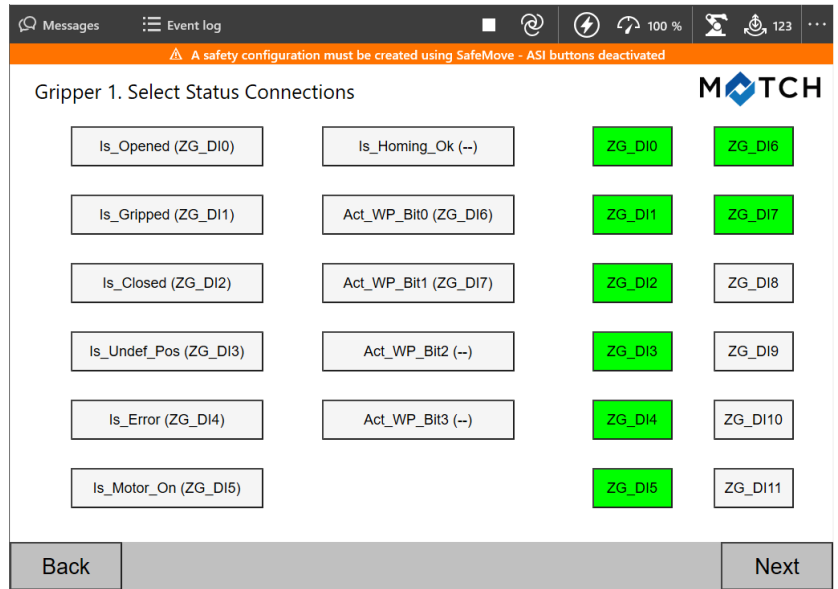 Messages
Event log
100 %
123
A safety configuration must be created using SafeMove - ASI buttons deactivated
Gripper 1. Select Status Connections
MOTCH
Is_Opened (ZG_DI0)
Is_Homing_Ok (--)
ZG_DI0
ZG_DI6
Is_Gripped (ZG_DI1)
Act_WP_Bit0 (ZG_DI6)
ZG_DI1
ZG_DI7
Is_Closed (ZG_DI2)
Act_WP_Bit1 (ZG_DI7)
ZG_DI2
ZG_DI8
Is_Undef_Pos (ZG_DI3)
Act_WP_Bit2 (--)
ZG_DI3
ZG_DI9
Is_Error (ZG_DI4)
Act_WP_Bit3 (--)
ZG_DI4
ZG_DI10
Is_Motor_On (ZG_DI5)
ZG_DI5
ZG_DI11
Back
Next